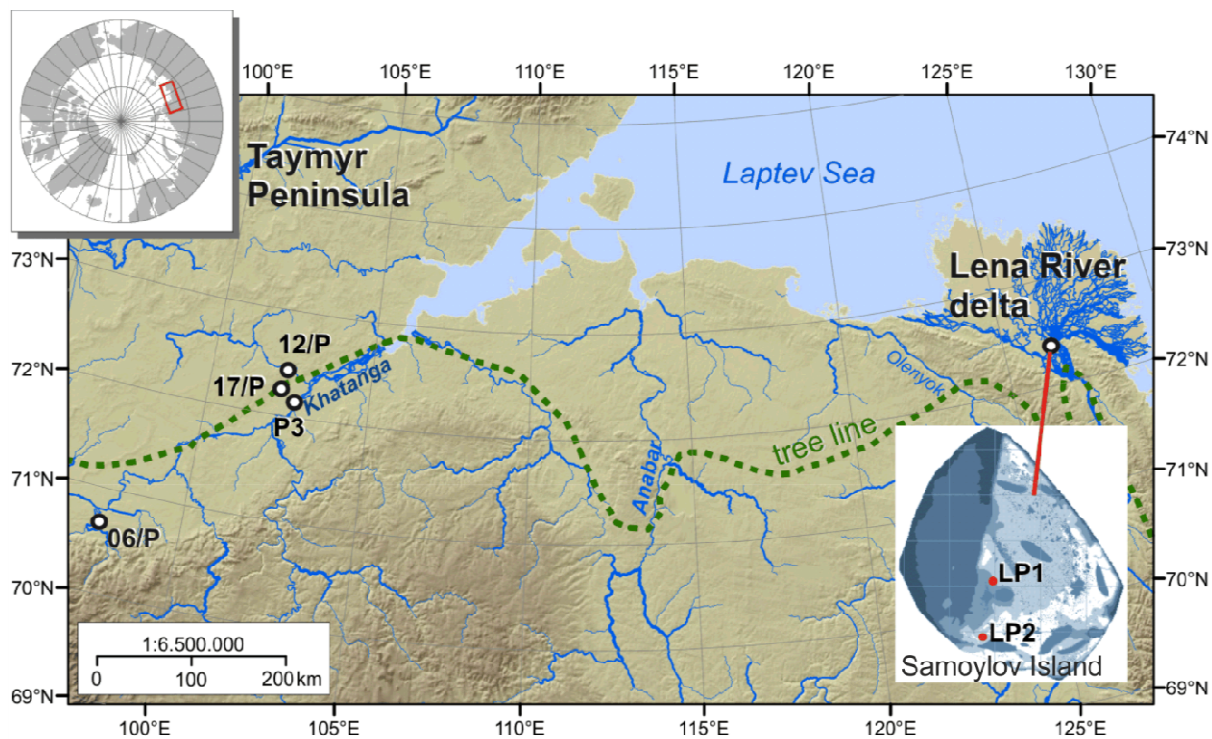 100°E 105°E 110°E 115°E 120°E 125°E 130°E
74°N
Taymyr
Peninsula
Laptev Sea
73°N
73°N
Lena River
delta
72°N
12/P
17/P
Khatanga
P3
72°N
Olenyok
tree line
71°N
Anabar
71°N
06/P
LP1
70°N
70°N
LP2
Samoylov Island
1:6.500.000
0 100 200 km
69°N
69°N
100°E 105°E 110°E 115°E 120°E 125°E